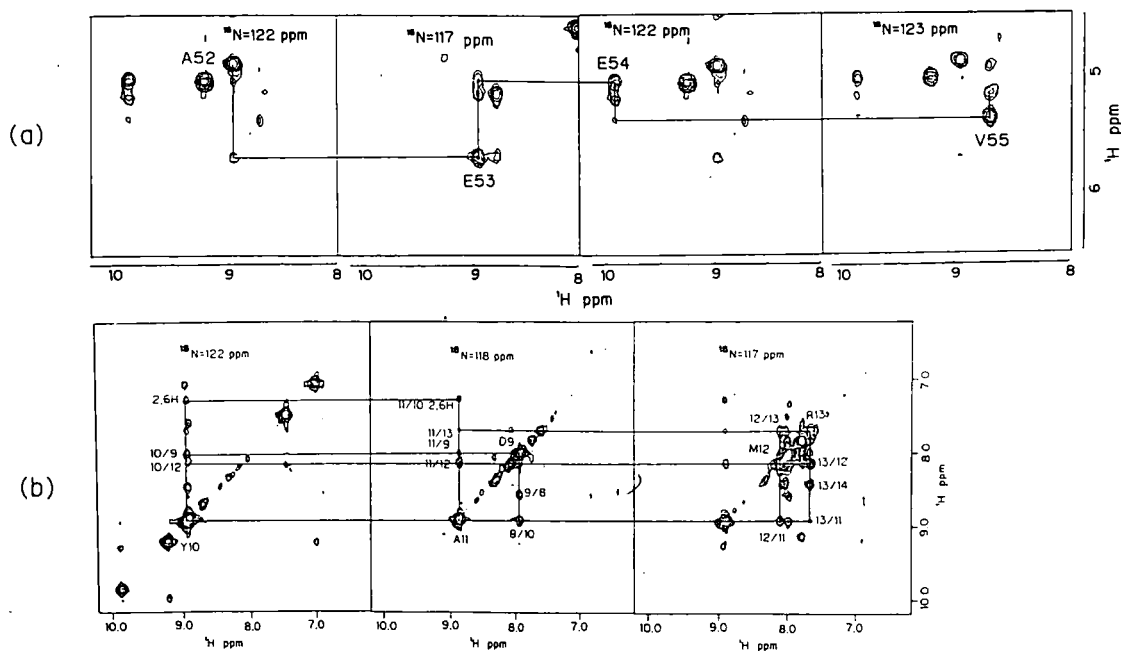 (a)
¹⁵N=122 ppm
A52
¹⁵N=117 ppm
E53
¹⁵N=122 ppm
E54
¹⁵N=123 ppm
V55
5
6
¹H ppm
10 9 8
10 9 8
10 9 8
¹H ppm
(b)
¹⁵N=122 ppm
2,6H
10/9
10/12
Y10
¹⁵N=118 ppm
11/10 2,6H
11/13
11/9
D9
11/12
9/8
A11
8/10
¹⁵N=117 ppm
12/13
R13
M12
13/12
13/14
13/11
12/11
7.0
8.0
9.0
10.0
¹H ppm
10.0 9.0 8.0 7.0
10.0 9.0 8.0 7.0
10.0 9.0 8.0 7.0
¹H ppm
¹H ppm
¹H ppm